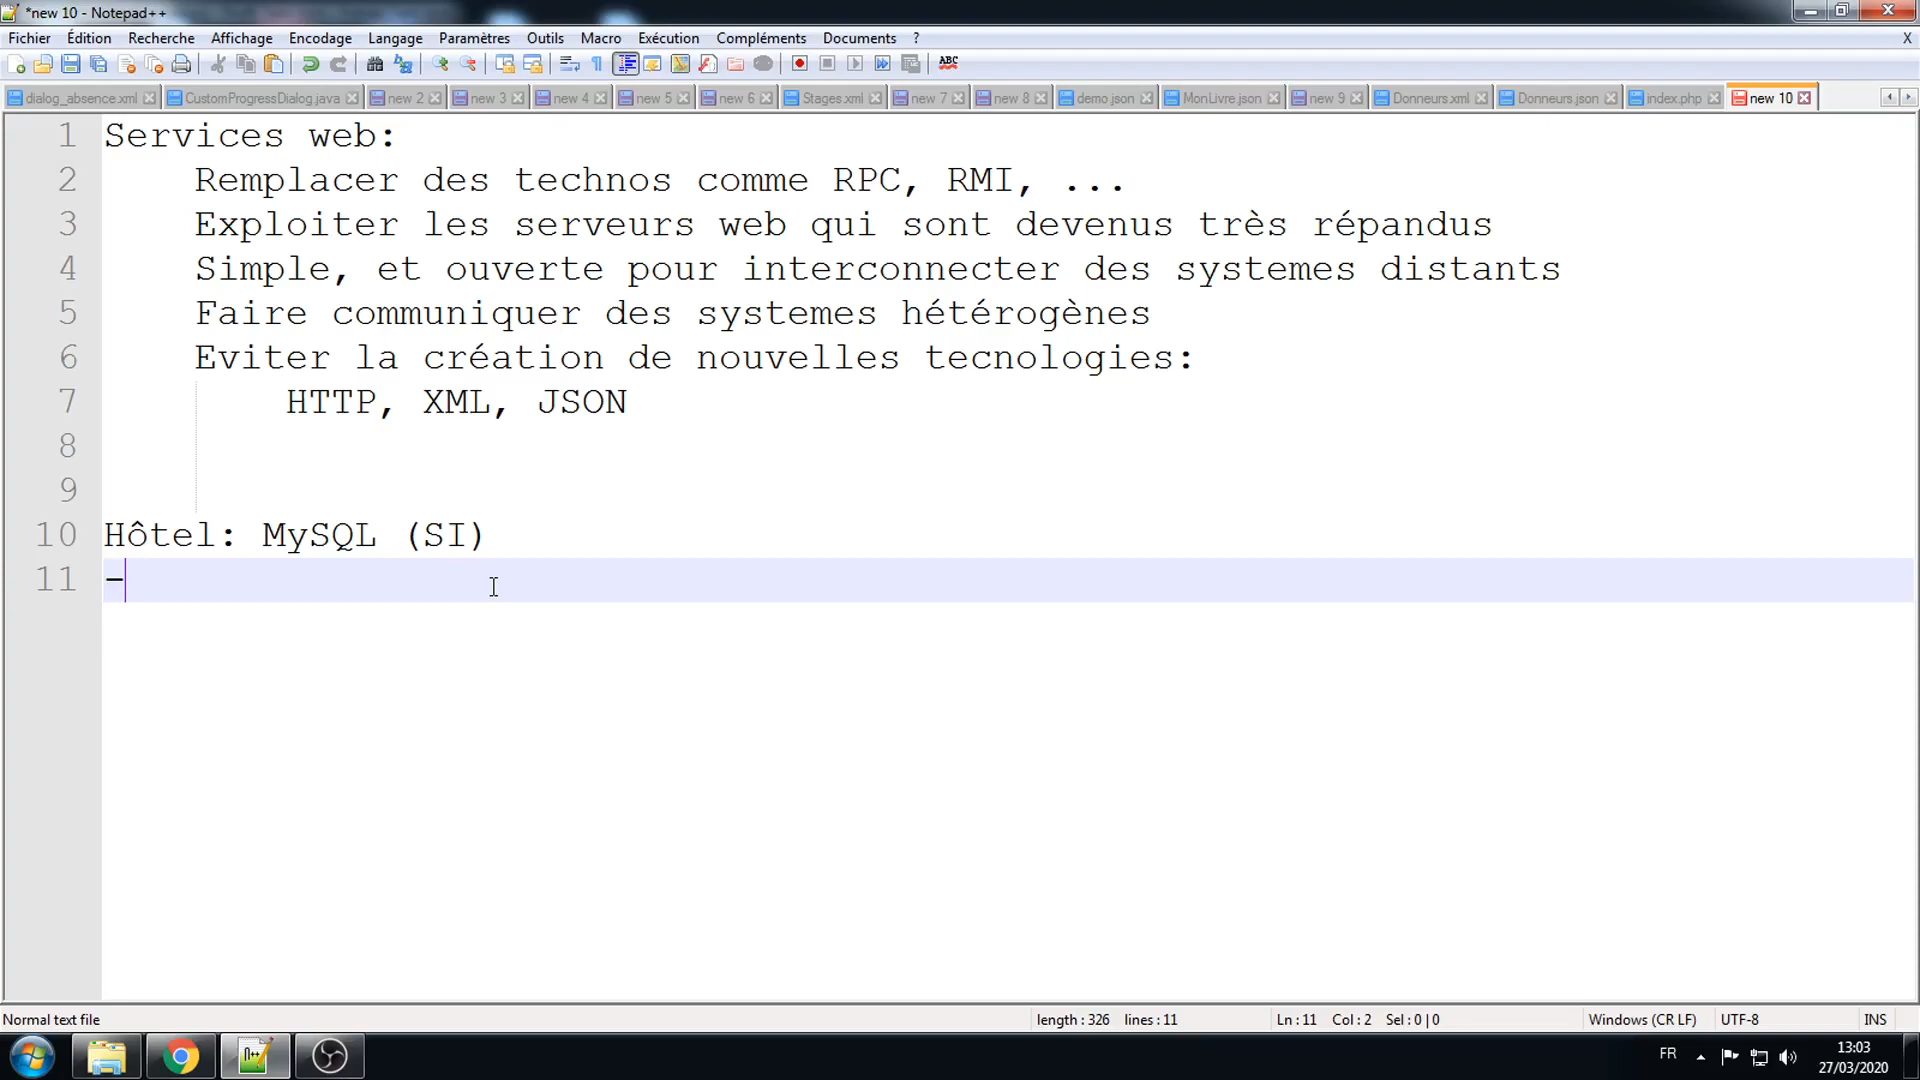 *new 10 - Notepad++
Fichier Édition Recherche Affichage Encodage Langage Paramètres Outils Macro Exécution Compléments Documents ? X
ABC
dialog_absence.xml CustomProgressDialog.java new 2 new 3 new 4 new 5 new 6 Stages.xml new 7 new 8 demo.json MonLivre.json new 9 Donneurs.xml Donneurs.json index.php new 10
1 Services web:
2 Remplacer des technos comme RPC, RMI, ...
3 Exploiter les serveurs web qui sont devenus très répandus
4 Simple, et ouverte pour interconnecter des systemes distants
5 Faire communiquer des systemes hétérogènes
6 Eviter la création de nouvelles tecnologies:
7 HTTP, XML, JSON
8
9
10 Hôtel: MySQL (SI)
11 -
Normal text file length : 326 lines : 11 Ln : 11 Col : 2 Sel : 0 | 0 Windows (CR LF) UTF-8 INS
FR 13:03
27/03/2020